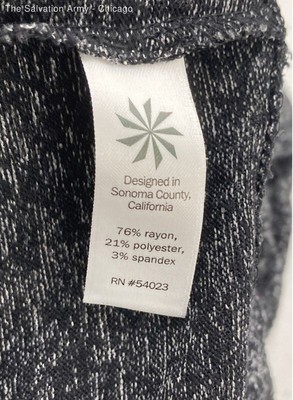 The Salvation Army - Chicago
Designed in
Sonoma County,
California
76% rayon,
21% polyester,
3% spandex
RN #54023